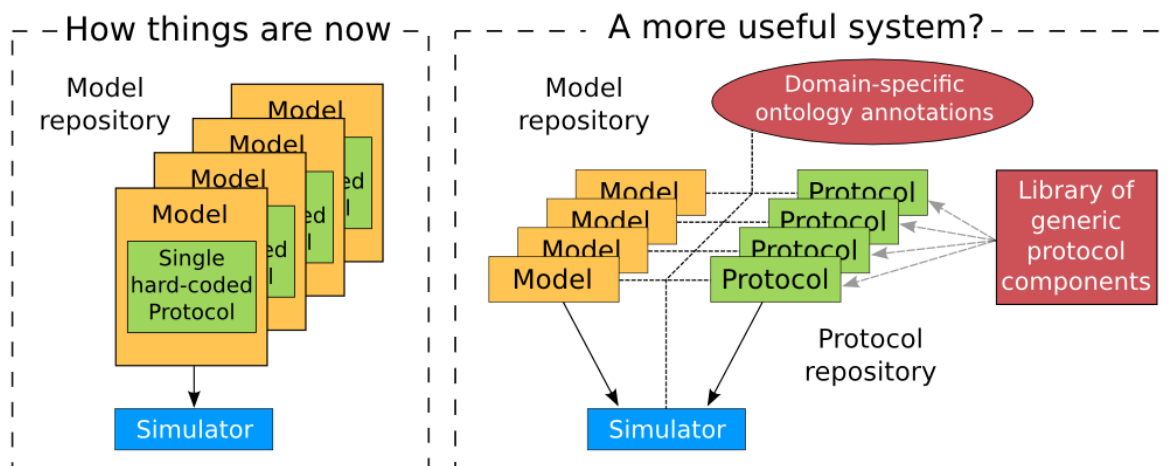 How things are now
Model
repository
Model
Model
Model
Model
Single
hard-coded
Protocol
ed
l
Simulator
A more useful system?
Model
repository
Domain-specific
ontology annotations
Model
Protocol
Model
Protocol
Model
Protocol
Model
Protocol
Library of
generic
protocol
components
Protocol
repository
Simulator